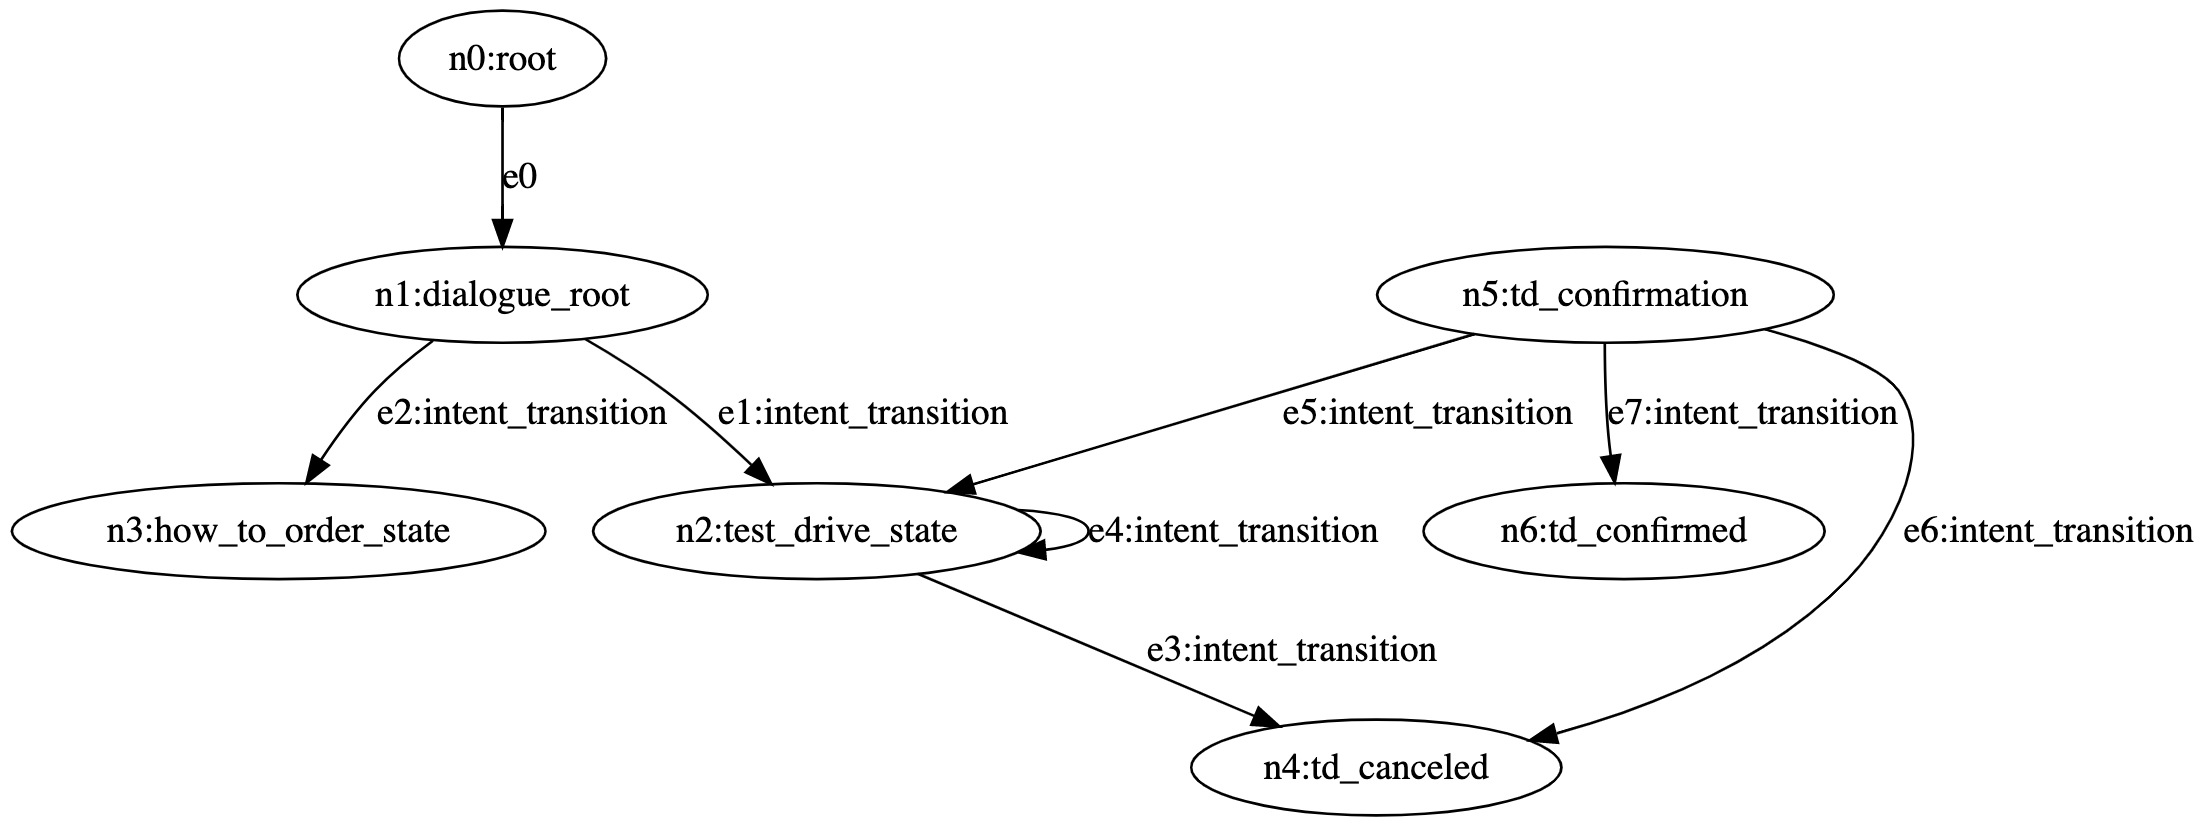 n0:root
e0
n1:dialogue_root
n5:td_confirmation
e2:intent_transition
e1:intent_transition
e5:intent_transition
e7:intent_transition
n3:how_to_order_state
n2:test_drive_state
e4:intent_transition
n6:td_confirmed
e6:intent_transition
e3:intent_transition
n4:td_canceled